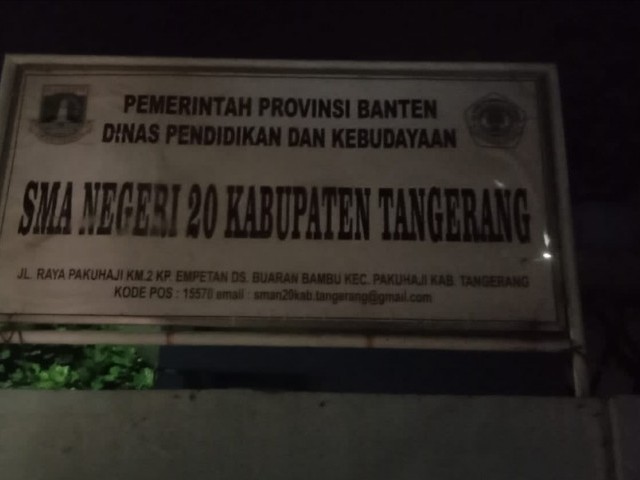 PEMERINTAH PROVINSI BANTEN
DINAS PENDIDIKAN DAN KEBUDAYAAN
SMA NEGERI 20 KABUPATEN TANGERANG
JL. RAYA PAKUHAJI KM.2 KP. EMPETAN DS. BUARAN BAMBU KEC. PAKUHAJI KAB. TANGERANG
KODE POS : 15570 email : sman20kab.tangerang@gmail.com